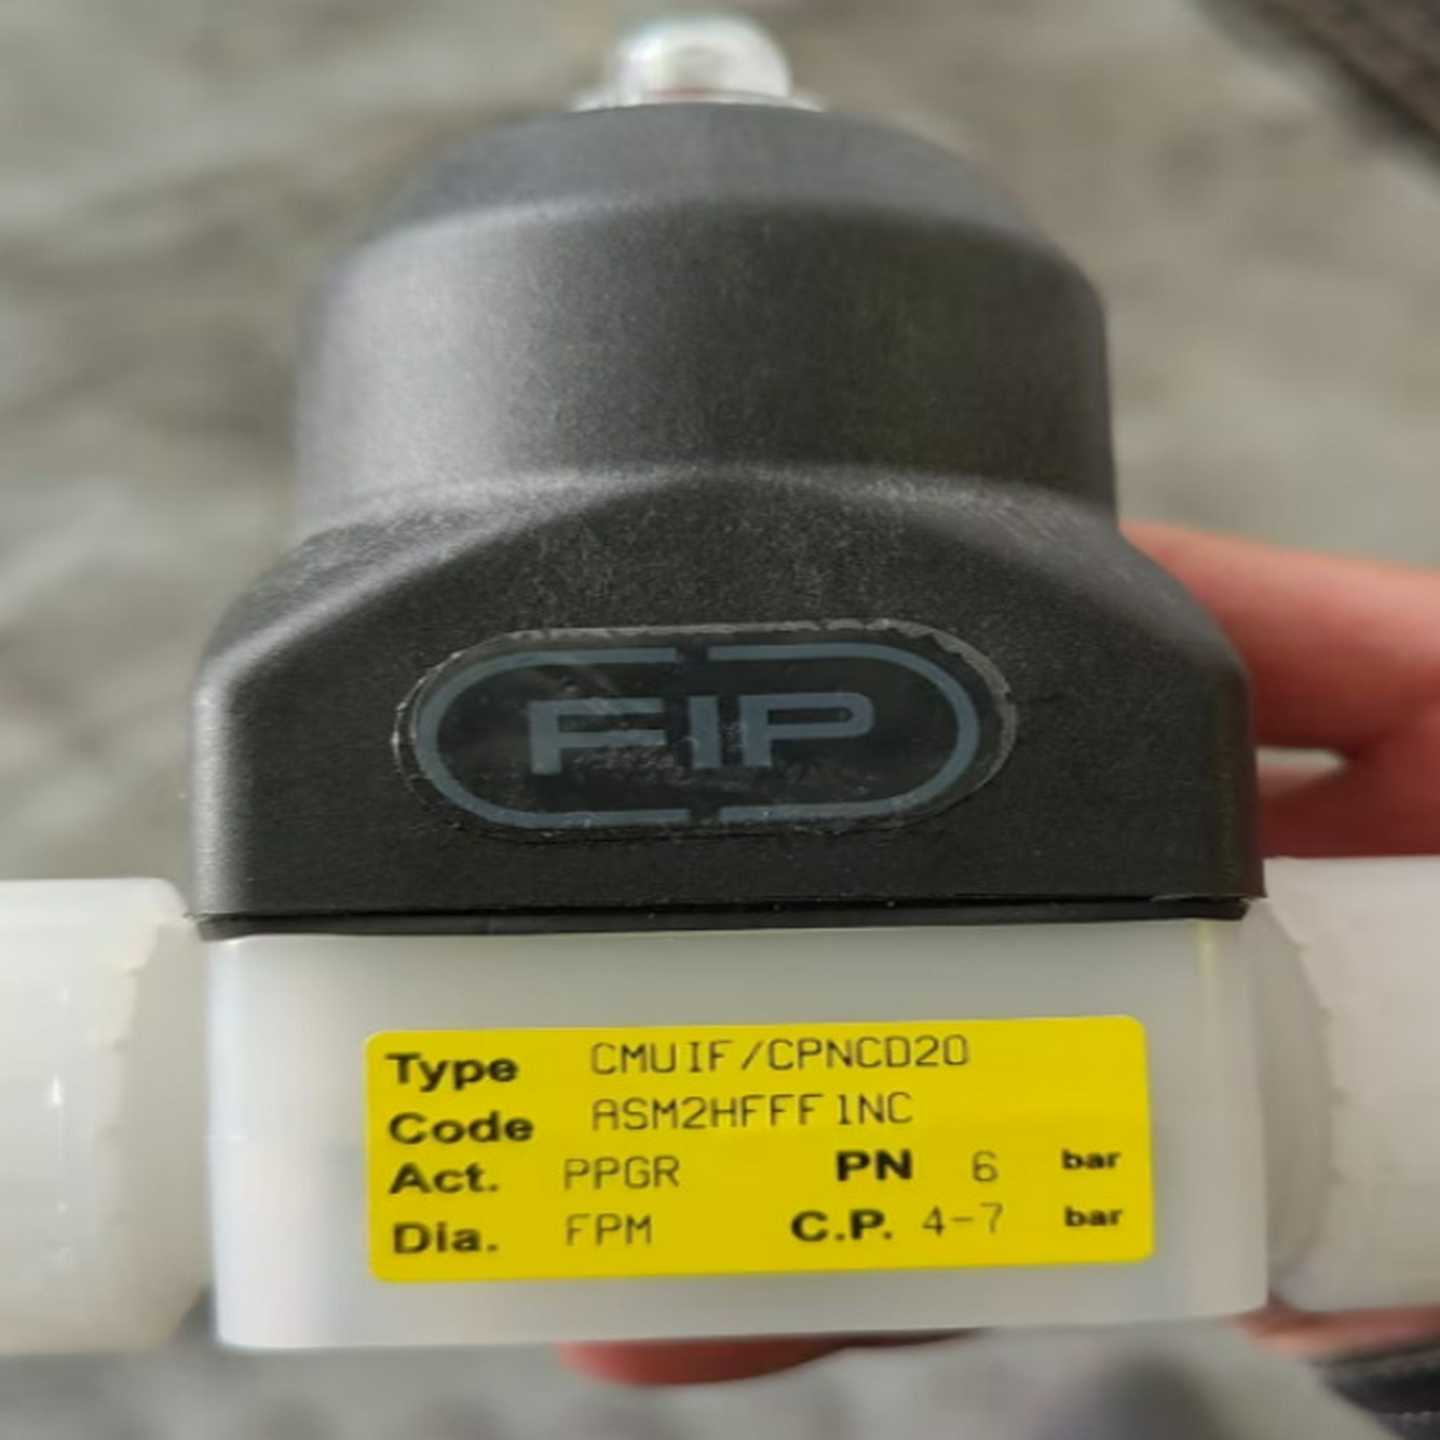 FIP
Type CMUIF/CPNCD20
Code ASM2HFFF1NC
Act. PPGR PN 6 bar
Dia. FPM C.P. 4-7 bar